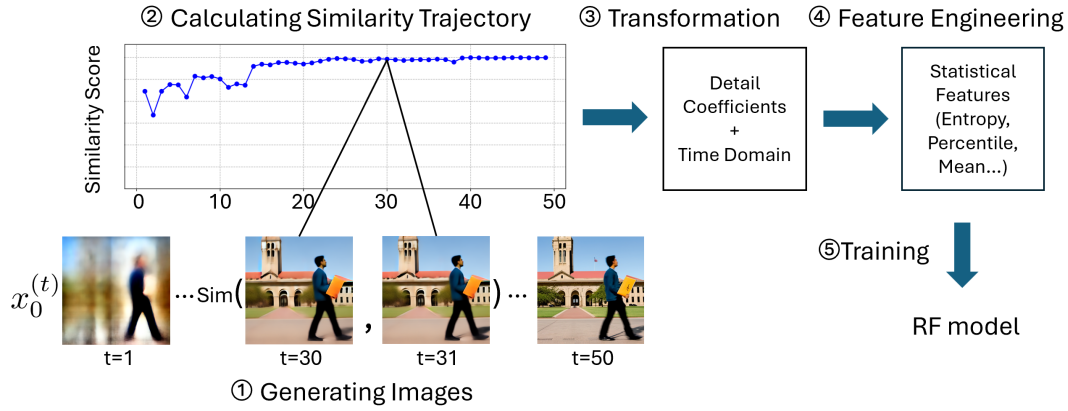 ② Calculating Similarity Trajectory
③ Transformation
④ Feature Engineering
Similarity Score
0 10 20 30 40 50
Detail
Coefficients
+
Time Domain
Statistical
Features
(Entropy,
Percentile,
Mean...)
⑤Training
RF model
x_0^{(t)} ...Sim( , ) ...
t=1 t=30 t=31 t=50
① Generating Images